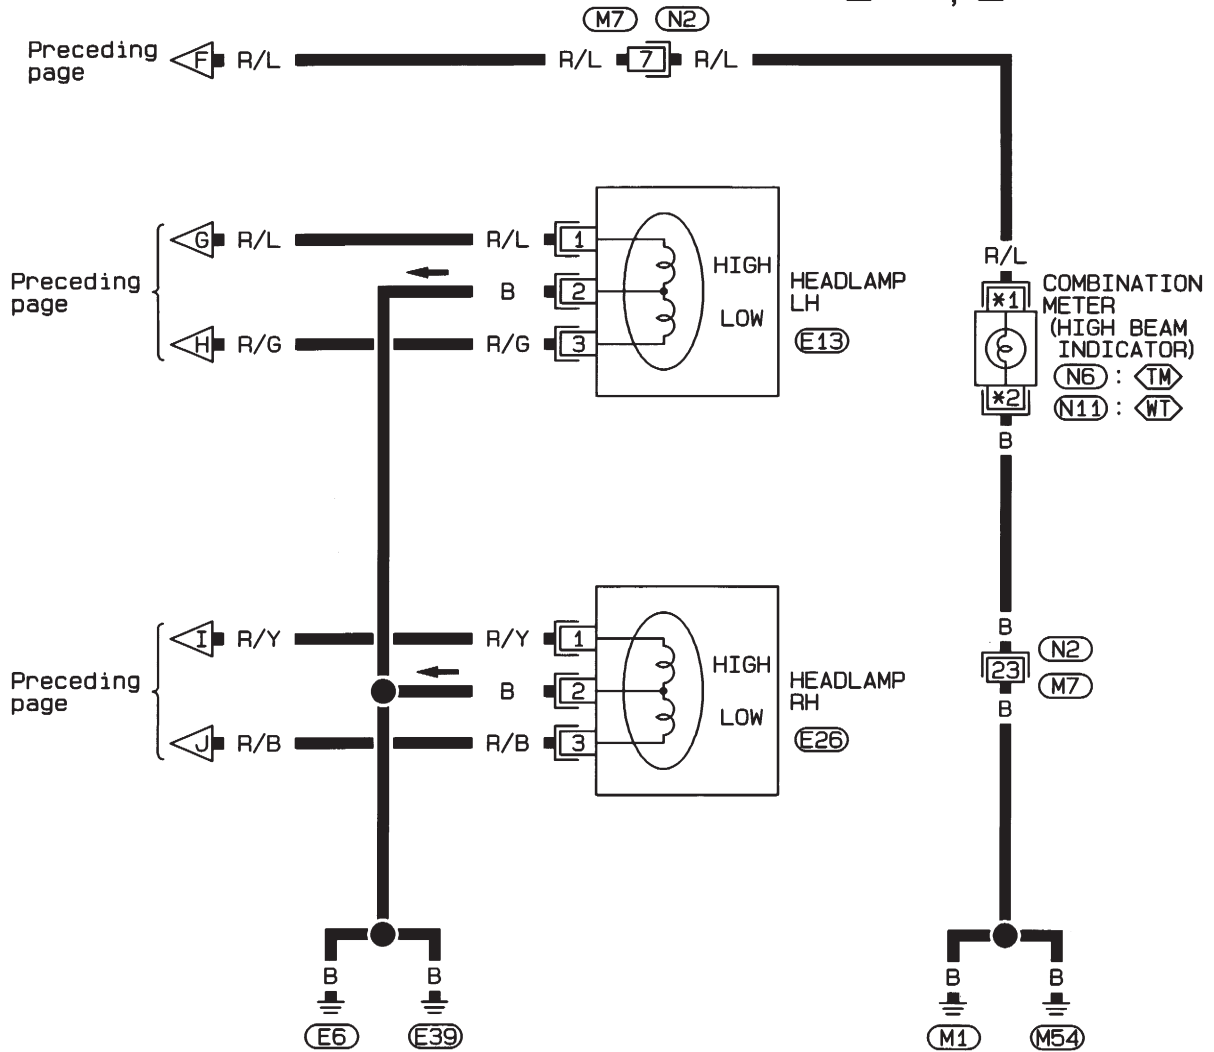 M7 N2
Preceding
page
F R/L R/L 7 R/L
R/L
*1
COMBINATION
METER
(HIGH BEAM
INDICATOR)
N6 : TM
N11 : WT
*2
B
Preceding
page
G R/L R/L 1
B 2
H R/G R/G 3
HIGH
LOW
HEADLAMP
LH
E13
B
23
N2
M7
B
Preceding
page
I R/Y R/Y 1
B 2
J R/B R/B 3
HIGH
LOW
HEADLAMP
RH
E26
B B B B
E6 E39 M1 M54